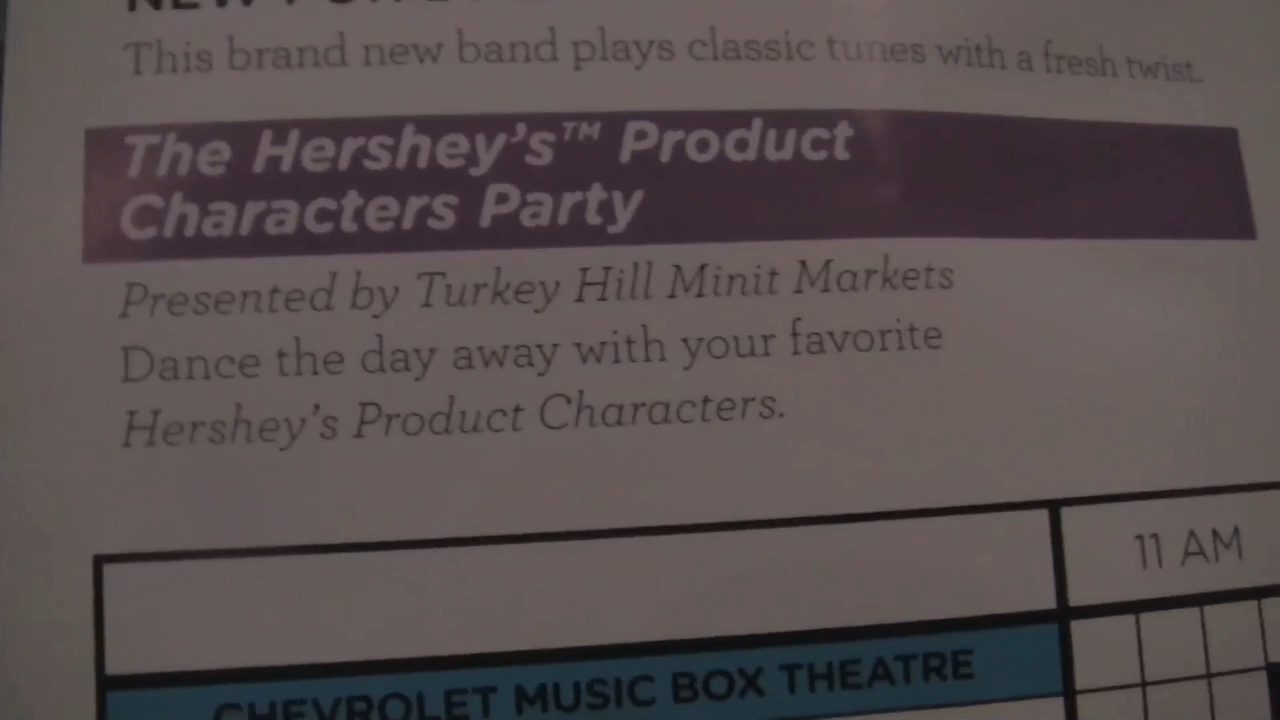 This brand new band plays classic tunes with a fresh twist.
The Hershey's™ Product
Characters Party
Presented by Turkey Hill Minit Markets
Dance the day away with your favorite
Hershey's Product Characters.
11 AM
CHEVROLET MUSIC BOX THEATRE